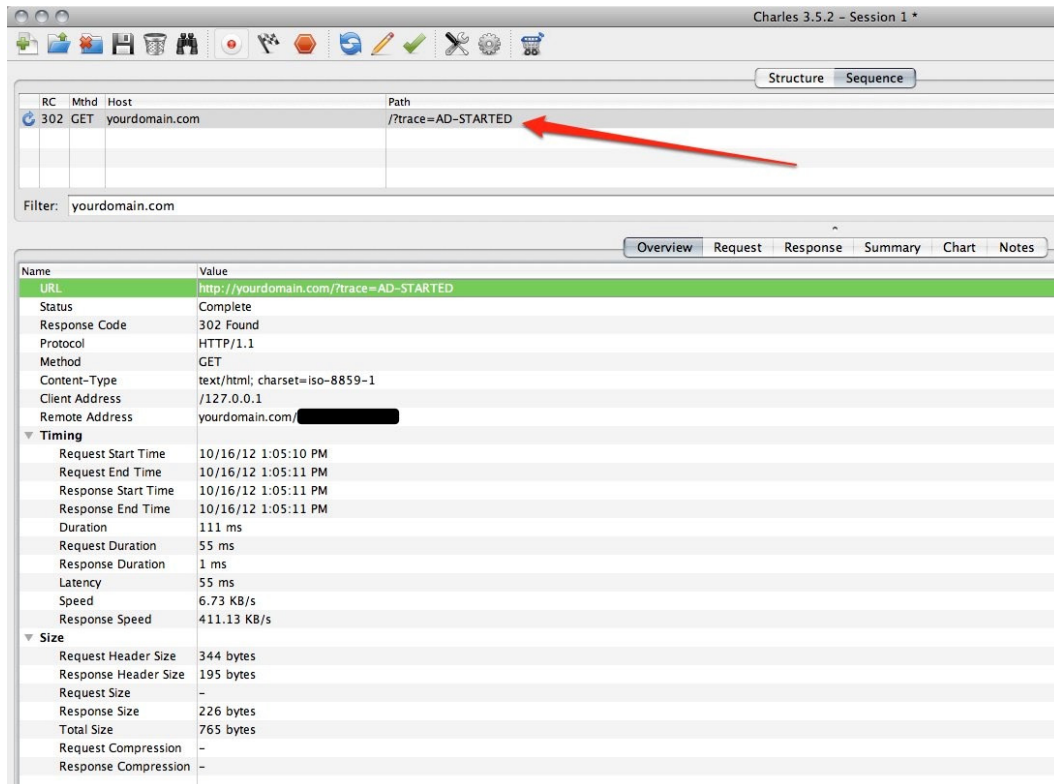 Charles 3.5.2 - Session 1 *
Structure Sequence
RC Mthd Host Path
302 GET yourdomain.com /?trace=AD-STARTED
Filter: yourdomain.com
Overview Request Response Summary Chart Notes
Name Value
URL http://yourdomain.com/?trace=AD-STARTED
Status Complete
Response Code 302 Found
Protocol HTTP/1.1
Method GET
Content-Type text/html; charset=iso-8859-1
Client Address /127.0.0.1
Remote Address yourdomain.com/
Timing
Request Start Time 10/16/12 1:05:10 PM
Request End Time 10/16/12 1:05:11 PM
Response Start Time 10/16/12 1:05:11 PM
Response End Time 10/16/12 1:05:11 PM
Duration 111 ms
Request Duration 55 ms
Response Duration 1 ms
Latency 55 ms
Speed 6.73 KB/s
Response Speed 411.13 KB/s
Size
Request Header Size 344 bytes
Response Header Size 195 bytes
Request Size -
Response Size 226 bytes
Total Size 765 bytes
Request Compression -
Response Compression -